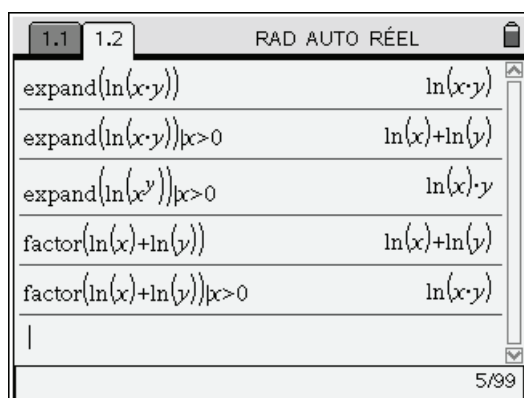 1.1 1.2 RAD AUTO RÉEL
expand(ln(x·y)) ln(x·y)
expand(ln(x·y))|x>0 ln(x)+ln(y)
expand(ln(x^y))|x>0 ln(x)·y
factor(ln(x)+ln(y)) ln(x)+ln(y)
factor(ln(x)+ln(y))|x>0 ln(x·y)
5/99